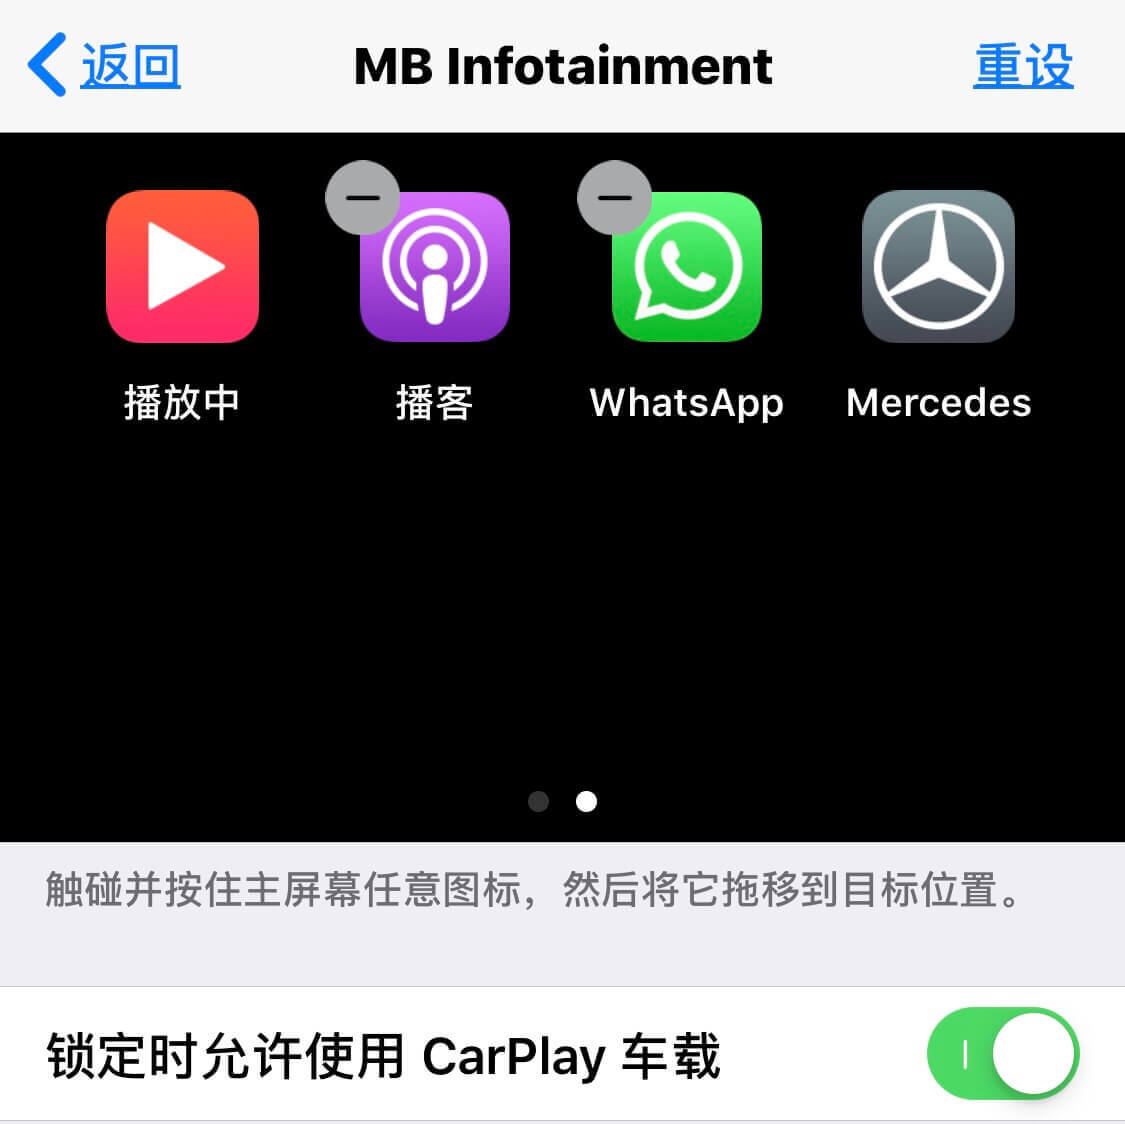 返回 MB Infotainment 重设
播放中 播客 WhatsApp Mercedes
触碰并按住主屏幕任意图标，然后将它拖移到目标位置。
锁定时允许使用 CarPlay 车载